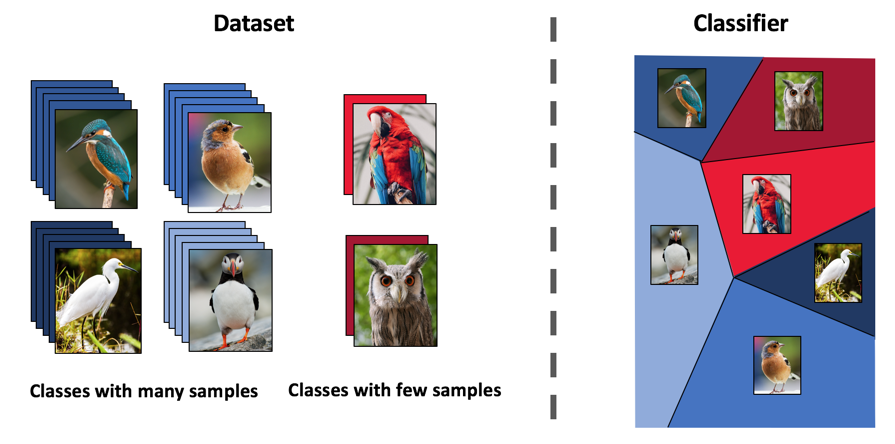 Dataset
Classifier
Classes with many samples
Classes with few samples